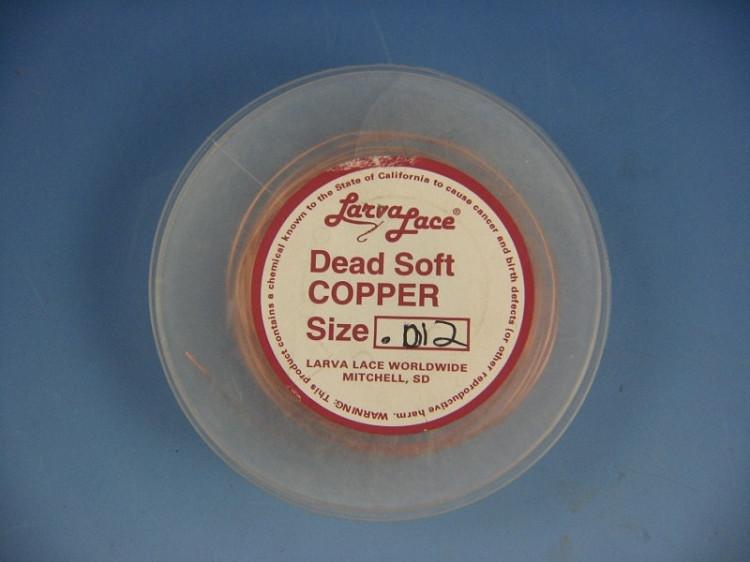 Larva Lace®
Dead Soft
COPPER
Size .012
LARVA LACE WORLDWIDE
MITCHELL, SD
WARNING: This product contains a chemical known to the State of California to cause cancer and birth defects (or other reproductive harm.